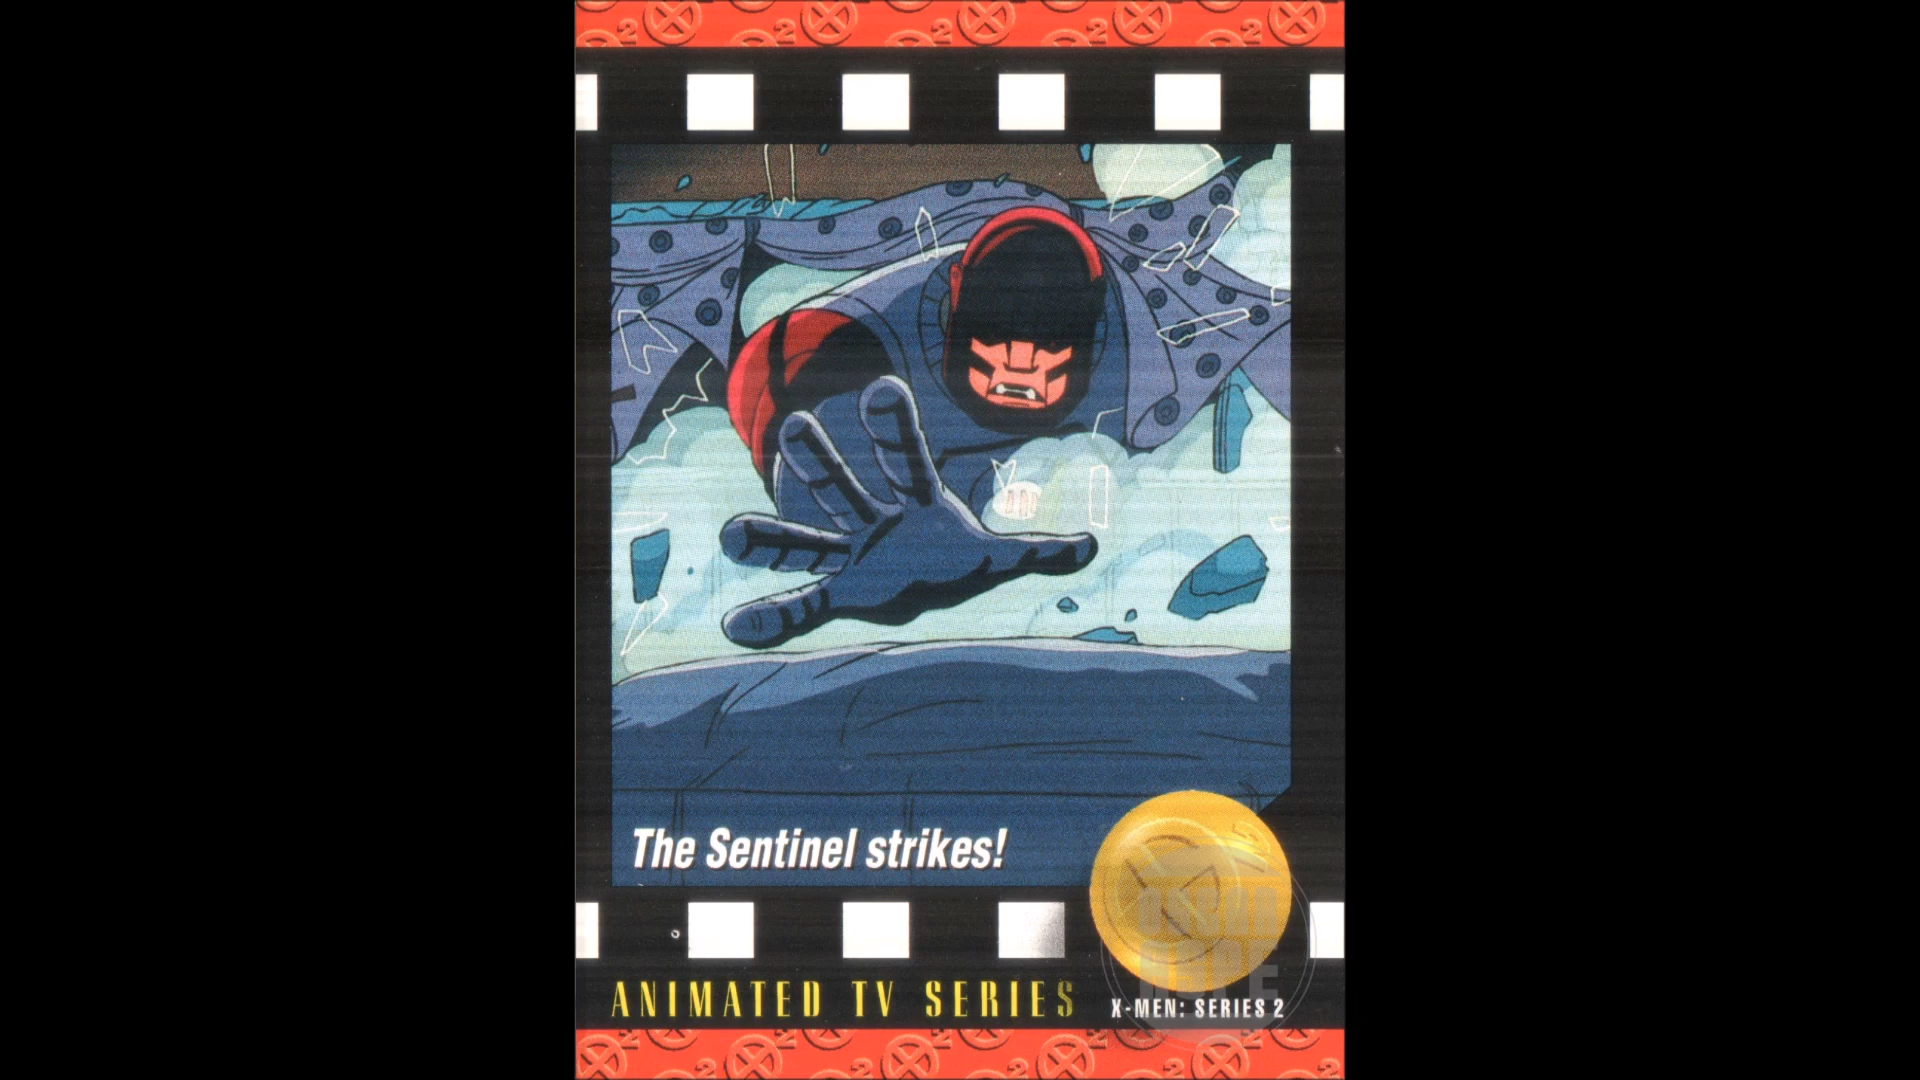 The Sentinel strikes!
ANIMATED TV SERIES
X-MEN: SERIES 2